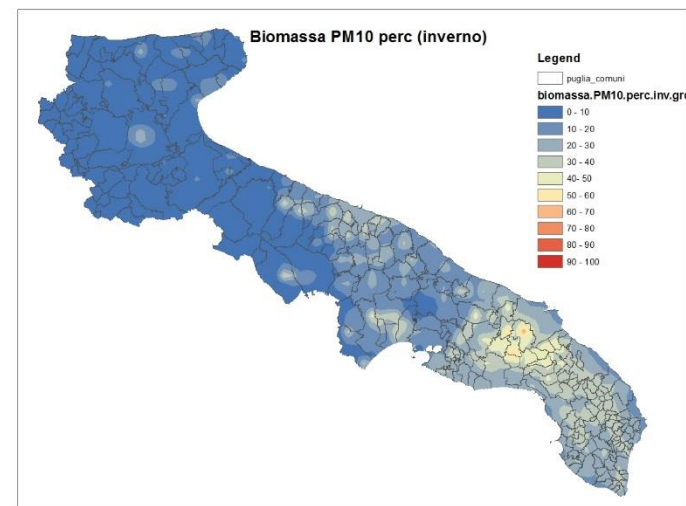 Biomassa PM10 perc (inverno)
Legend
puglia_comuni
biomassa.PM10.perc.inv.gr
0 - 10
10 - 20
20 - 30
30 - 40
40- 50
50 - 60
60 - 70
70 - 80
80 - 90
90 - 100